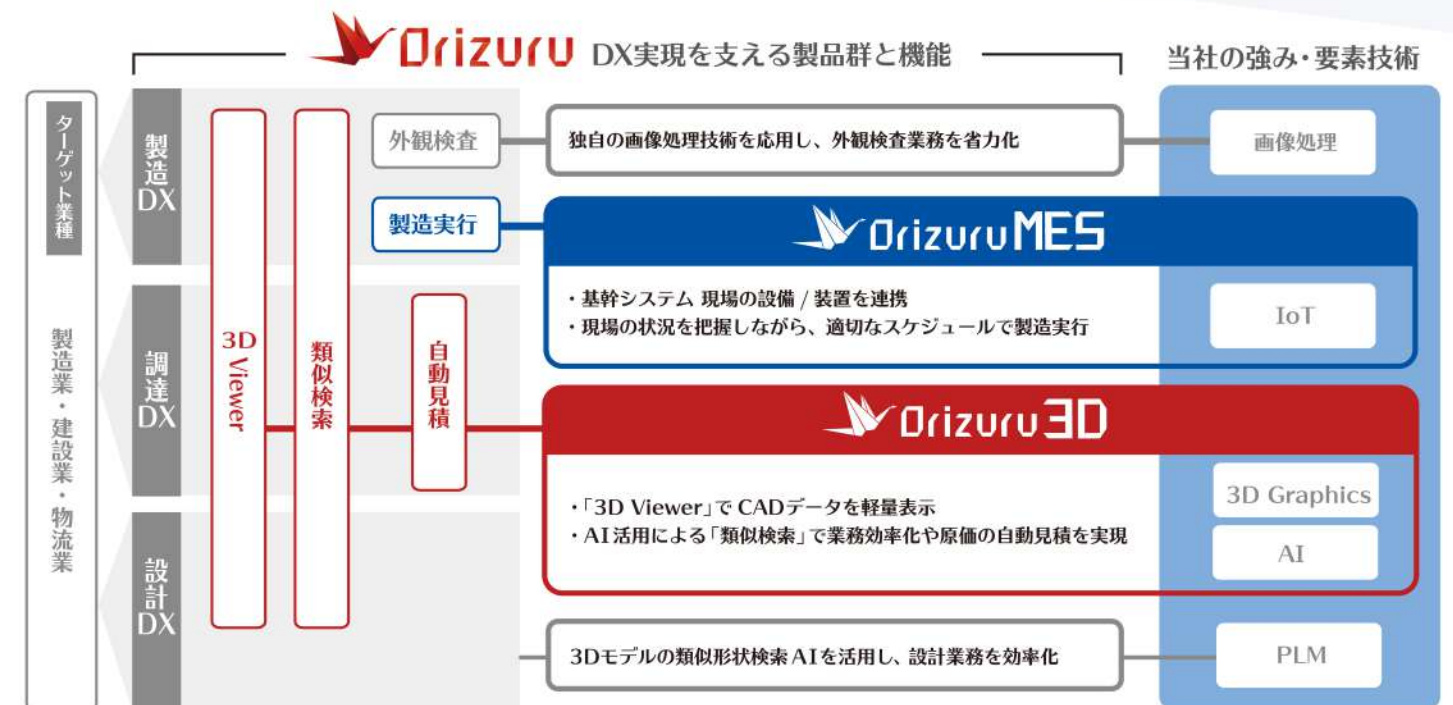 Orizuru DX実現を支える製品群と機能
当社の強み・要素技術
ターゲット業種
製造業・建設業・物流業
製造DX
調達DX
設計DX
3D Viewer
類似検索
自動見積
外観検査
独自の画像処理技術を応用し、外観検査業務を省力化
画像処理
製造実行
Orizuru MES
・基幹システム 現場の設備 / 装置を連携
・現場の状況を把握しながら、適切なスケジュールで製造実行
IoT
Orizuru 3D
・「3D Viewer」で CADデータを軽量表示
・AI活用による「類似検索」で業務効率化や原価の自動見積を実現
3D Graphics
AI
3Dモデルの類似形状検索AIを活用し、設計業務を効率化
PLM